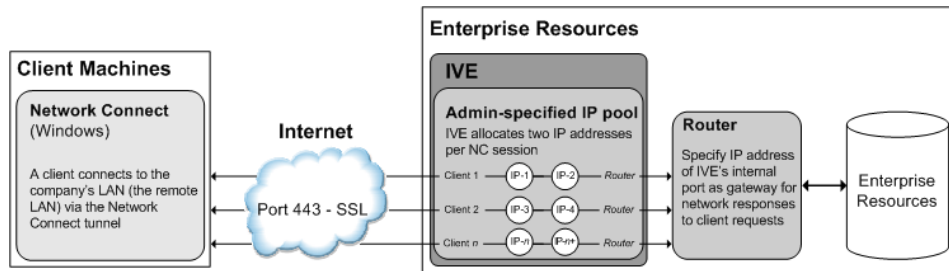 Enterprise Resources
Client Machines
Network Connect
(Windows)
A client connects to the
company's LAN (the remote
LAN) via the Network
Connect tunnel
Internet
Port 443 - SSL
IVE
Admin-specified IP pool
IVE allocates two IP addresses
per NC session
Client 1 IP-1 IP-2 Router
Client 2 IP-3 IP-4 Router
Client n IP-n IP-n+ Router
Router
Specify IP address
of IVE's internal
port as gateway for
network responses
to client requests
Enterprise
Resources